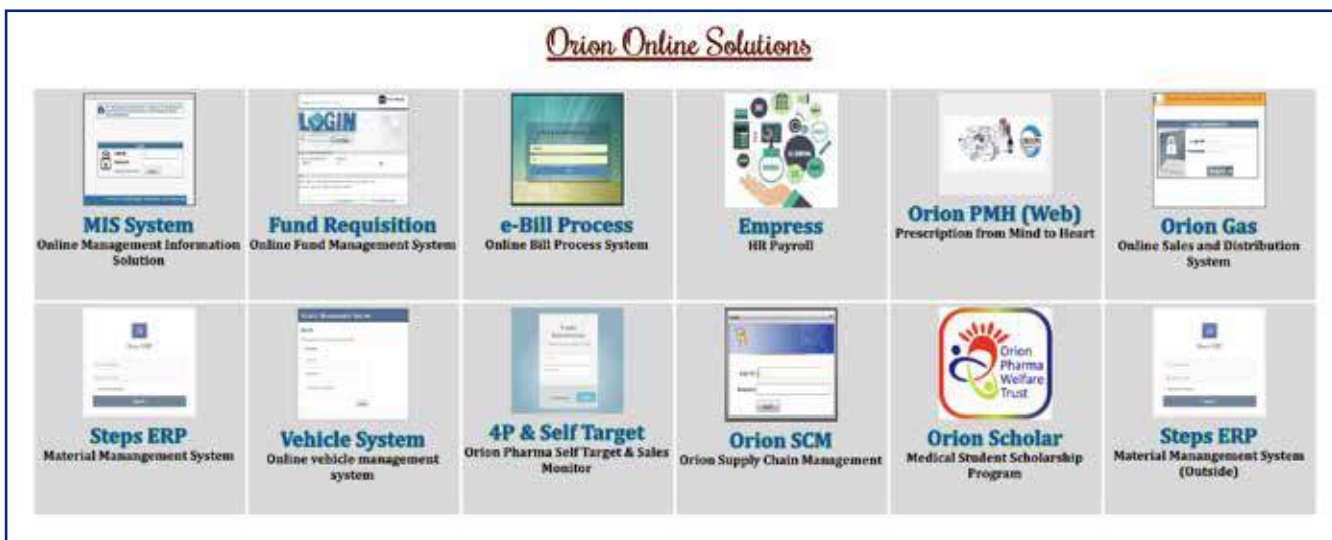 Orion Online Solutions
LOGIN
MIS System
Online Management Information
Solution
Fund Requisition
Online Fund Management System
e-Bill Process
Online Bill Process System
Empress
HR Payroll
Orion PMH (Web)
Prescription from Mind to Heart
Orion Gas
Online Sales and Distribution
System
Steps ERP
Material Manangement System
Vehicle System
Online vehicle management
system
4P & Self Target
Orion Pharma Self Target & Sales
Monitor
Orion SCM
Orion Supply Chain Management
Orion
Pharma
Welfare
Trust
Orion Scholar
Medical Student Scholarship
Program
Steps ERP
Material Manangement System
(Outside)